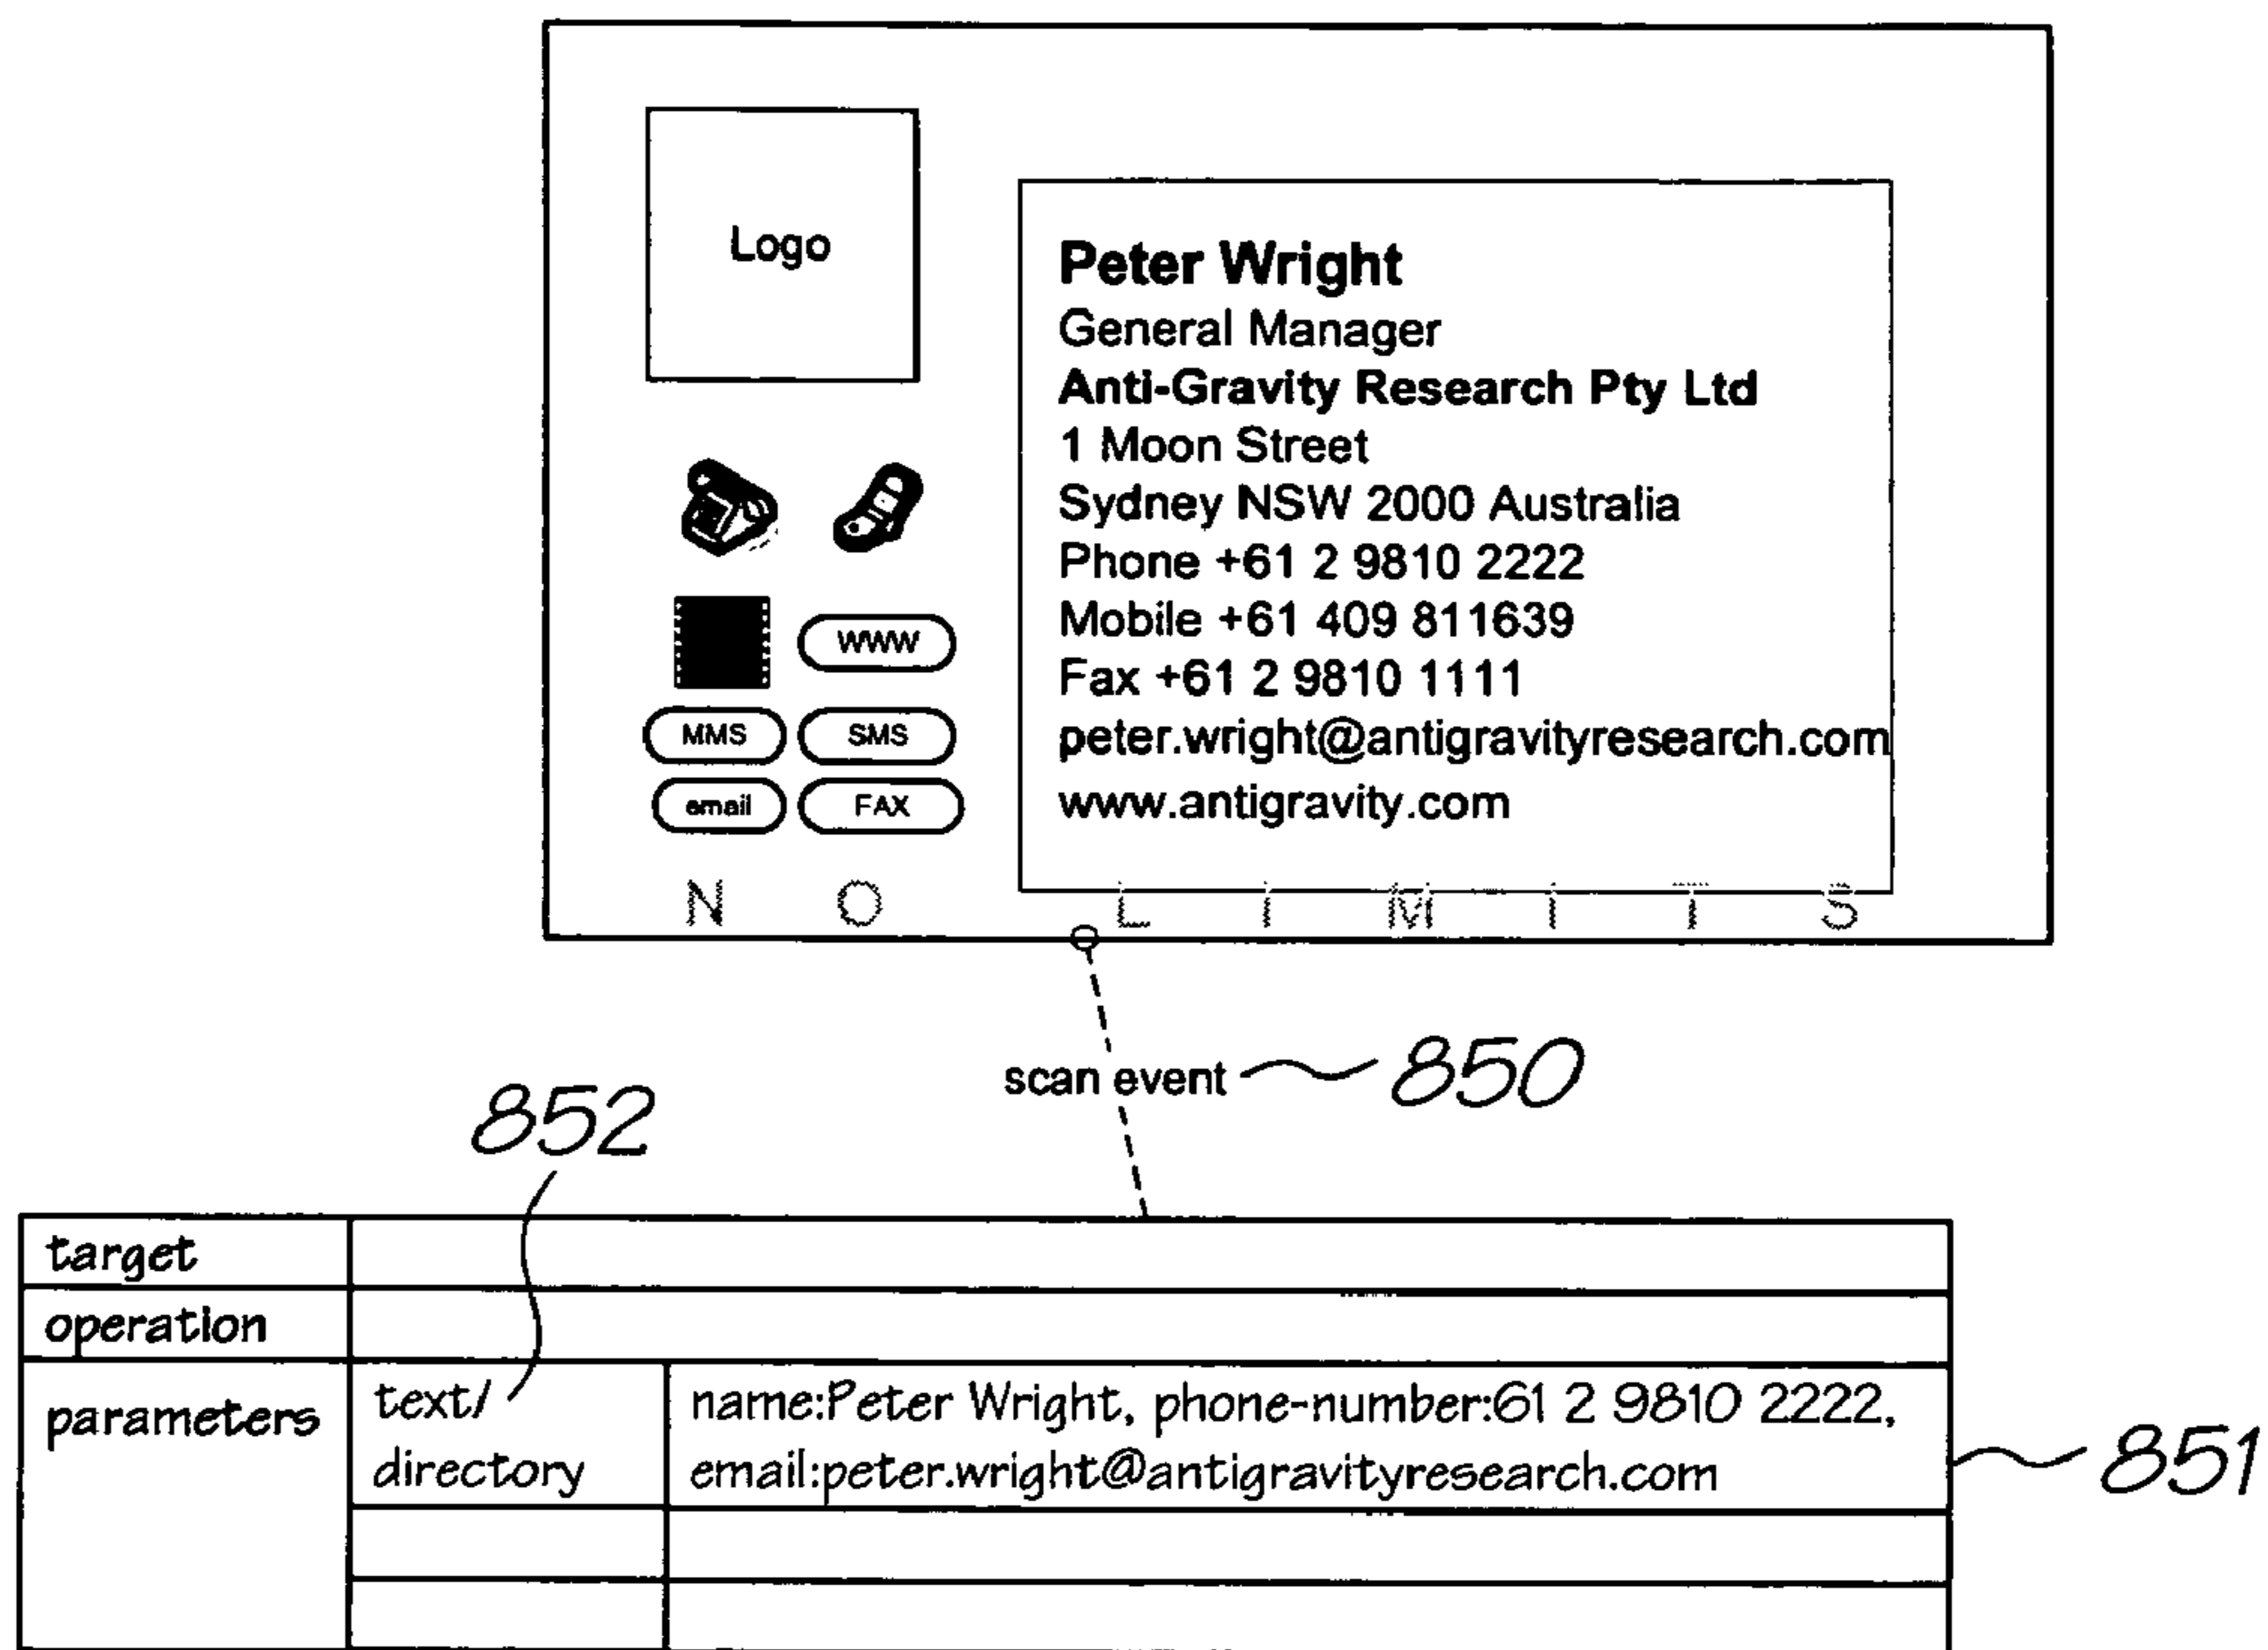 Logo
Peter Wright
General Manager
Anti-Gravity Research Pty Ltd
1 Moon Street
Sydney NSW 2000 Australia
Phone +61 2 9810 2222
Mobile +61 409 811639
Fax +61 2 9810 1111
peter.wright@antigravityresearch.com
www.antigravity.com
WWW
MMS SMS
email FAX
N O L I M I T S
scan event 850
852
target
operation
parameters
text/
directory
name:Peter Wright, phone-number:61 2 9810 2222,
email:peter.wright@antigravityresearch.com
851